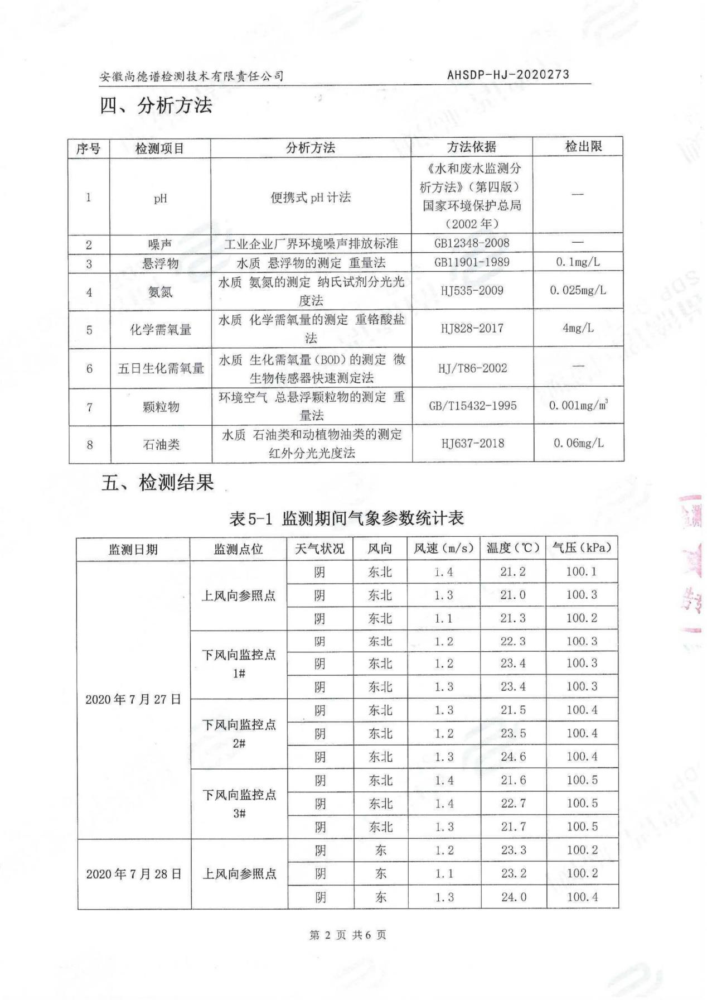 安徽尚德谱检测技术有限责任公司 AHSDP-HJ-2020273
四、分析方法
序号 检测项目 分析方法 方法依据 检出限
1 pH 便携式 pH 计法 《水和废水监测分
析方法》（第四版）
国家环境保护总局
（2002 年） —
2 噪声 工业企业厂界环境噪声排放标准 GB12348-2008 —
3 悬浮物 水质 悬浮物的测定 重量法 GB11901-1989 0.1mg/L
4 氨氮 水质 氨氮的测定 纳氏试剂分光光
度法 HJ535-2009 0.025mg/L
5 化学需氧量 水质 化学需氧量的测定 重铬酸盐
法 HJ828-2017 4mg/L
6 五日生化需氧量 水质 生化需氧量（BOD）的测定 微
生物传感器快速测定法 HJ/T86-2002 —
7 颗粒物 环境空气 总悬浮颗粒物的测定 重
量法 GB/T15432-1995 0.001mg/m³
8 石油类 水质 石油类和动植物油类的测定
红外分光光度法 HJ637-2018 0.06mg/L
五、检测结果
表5-1 监测期间气象参数统计表
监测日期 监测点位 天气状况 风向 风速（m/s） 温度（℃） 气压（kPa）
2020 年 7 月 27 日 上风向参照点 阴 东北 1.4 21.2 100.1
阴 东北 1.3 21.0 100.3
阴 东北 1.1 21.3 100.2
下风向监控点
1# 阴 东北 1.2 22.3 100.3
阴 东北 1.2 23.4 100.3
阴 东北 1.3 23.4 100.3
下风向监控点
2# 阴 东北 1.3 21.5 100.4
阴 东北 1.2 23.5 100.4
阴 东北 1.3 24.6 100.4
下风向监控点
3# 阴 东北 1.4 21.6 100.5
阴 东北 1.4 22.7 100.5
阴 东北 1.3 21.7 100.5
2020 年 7 月 28 日 上风向参照点 阴 东 1.2 23.3 100.2
阴 东 1.1 23.2 100.2
阴 东 1.3 24.0 100.4
第 2 页 共 6 页